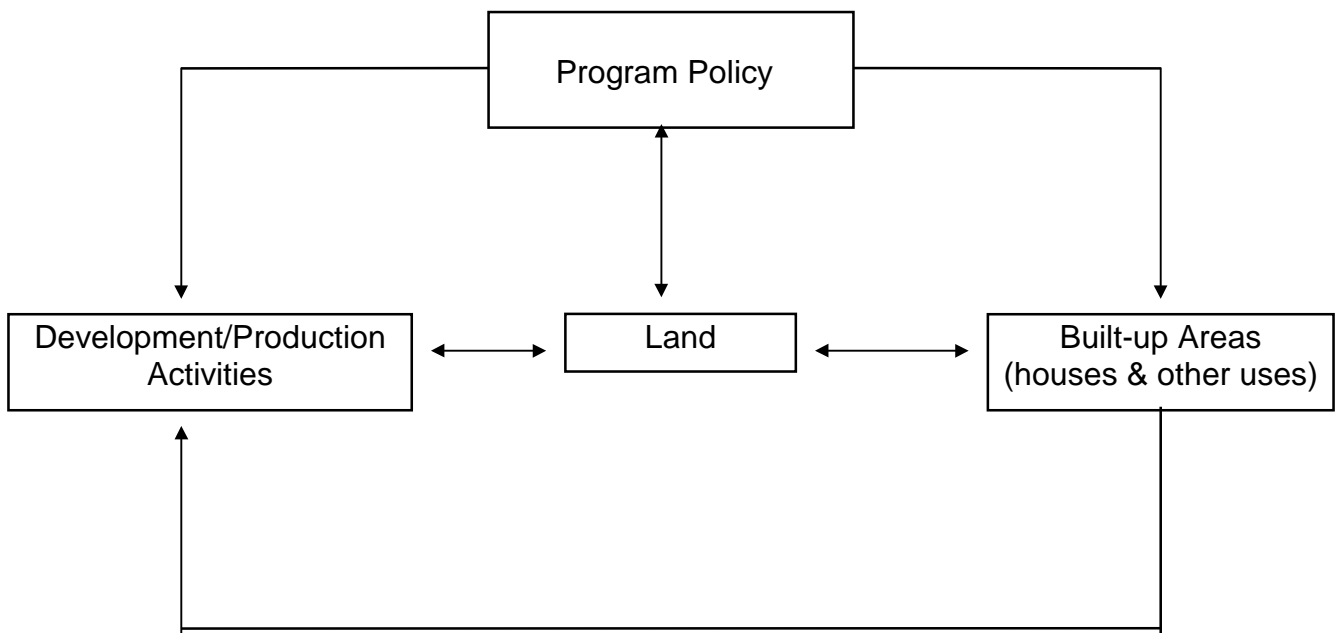 Program Policy
Development/Production
Activities
Land
Built-up Areas
(houses & other uses)